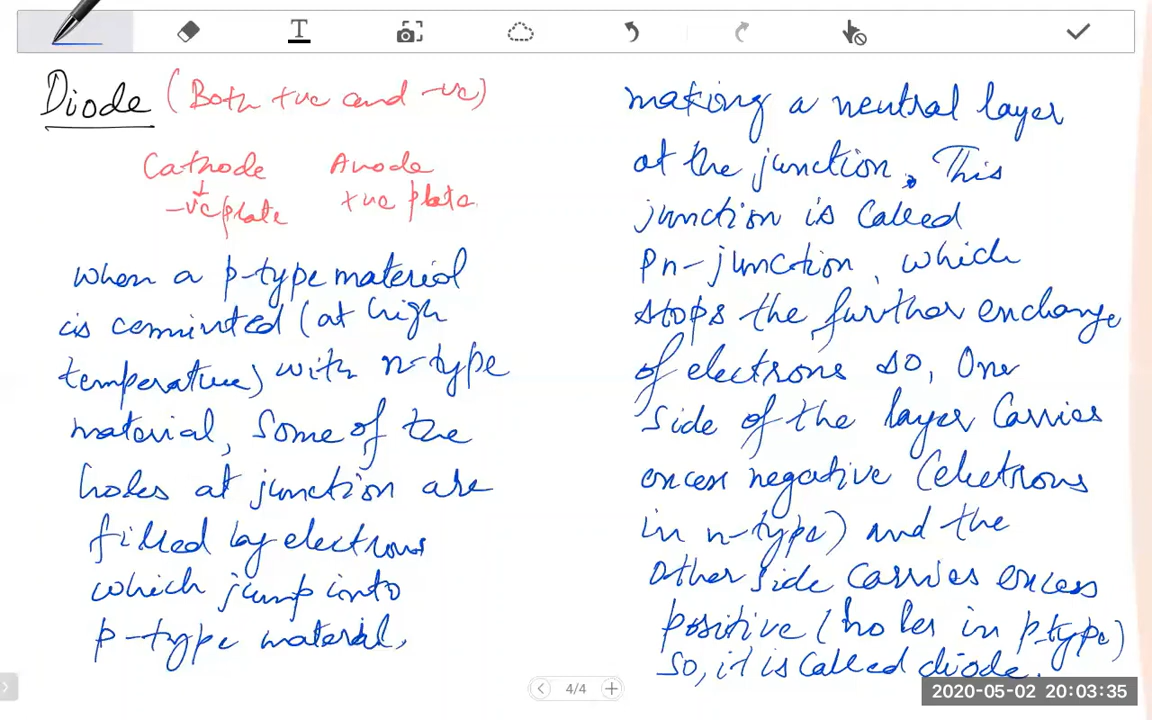 T
Diode (Both +ve and -ve)
Cathode Anode
-ve plate +ve plate
when a p-type material
is ceminted (at high
temperature) with n-type
material, Some of the
holes at junction are
filled by electrons
which jump into
p-type material,
making a neutral layer
at the junction. This
junction is Called
Pn-junction, which
stops the further exchange
of electrons so, One
side of the layer Carries
excess negative (electrons
in n-type) and the
other side carries excess
positive (holes in p-type)
So, it is Called diode.
4/4
2020-05-02 20:03:35